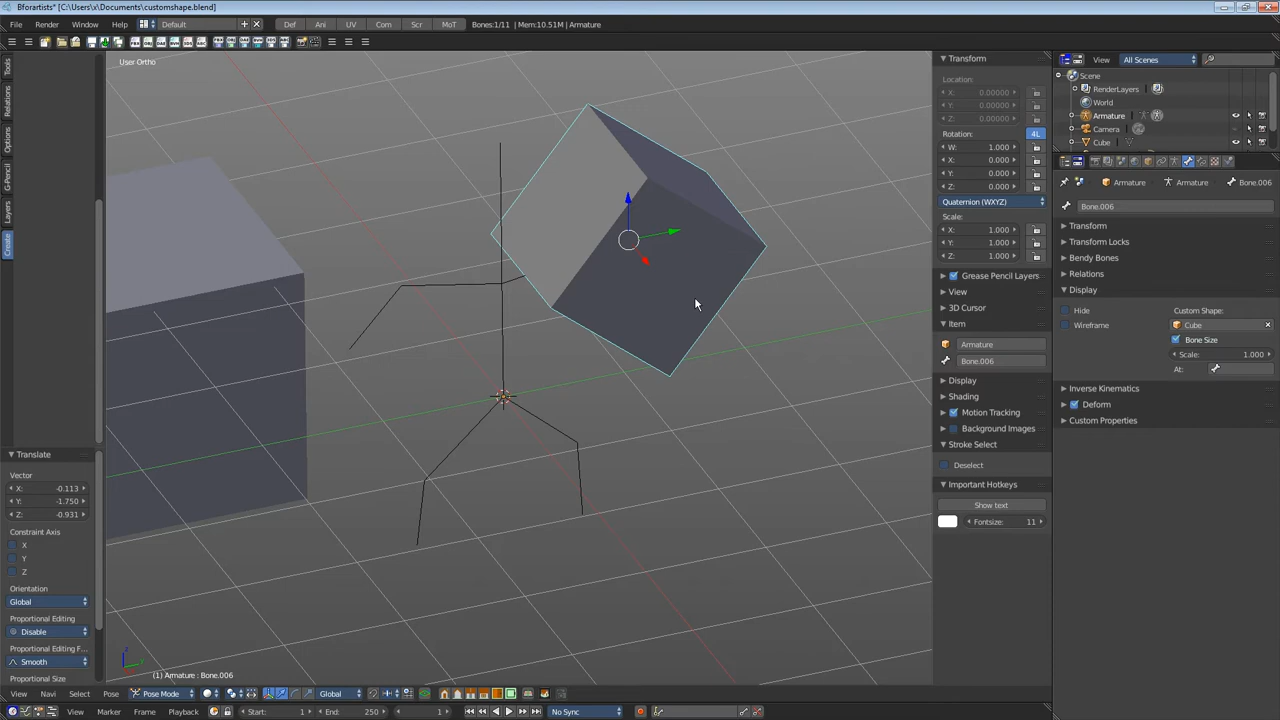 Bforartists* [C:\Users\x\Documents\customshape.blend]
File Render Window Help Default Def Ani UV Com Scr MoT Bones:1/11 | Mem:10.51M | Armature
User Ortho
Tools
Relations
Options
G-Pencil
Layers
Create
Translate
Vector
X: -0.113
Y: -1.750
Z: -0.931
Constraint Axis
X
Y
Z
Orientation
Global
Proportional Editing
Disable
Proportional Editing F...
Smooth
Proportional Size
(1) Armature : Bone.006
Transform
Location:
X: 0.00000
Y: 0.00000
Z: 0.00000
Rotation: 4L
W: 1.000
X: 0.000
Y: 0.000
Z: 0.000
Quaternion (WXYZ)
Scale:
X: 1.000
Y: 1.000
Z: 1.000
Grease Pencil Layers
View
3D Cursor
Item
Armature
Bone.006
Display
Shading
Motion Tracking
Background Images
Stroke Select
Deselect
Important Hotkeys
Show text
Fontsize: 11
View All Scenes
Scene
RenderLayers
World
Armature
Camera
Cube
Armature Armature Bone.006
Bone.006
Transform
Transform Locks
Bendy Bones
Relations
Display
Hide Custom Shape:
Wireframe Cube
Bone Size
Scale: 1.000
At:
Inverse Kinematics
Deform
Custom Properties
View Navi Select Pose Pose Mode Global
View Marker Frame Playback Start: 1 End: 250 1 No Sync